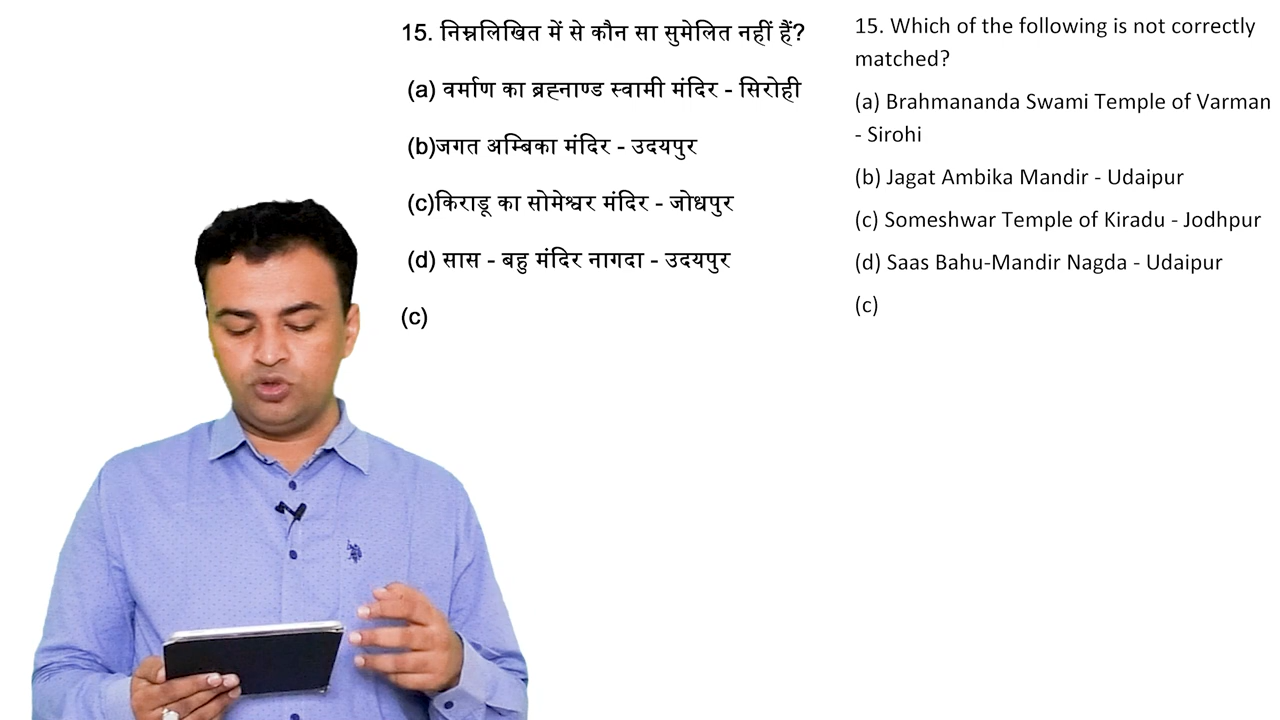 15. निम्नलिखित में से कौन सा सुमेलित नहीं हैं?
(a) वर्माण का ब्रह्नाण्ड स्वामी मंदिर - सिरोही
(b)जगत अम्बिका मंदिर - उदयपुर
(c)किराडू का सोमेश्वर मंदिर - जोधपुर
(d) सास - बहु मंदिर नागदा - उदयपुर
(c)
15. Which of the following is not correctly
matched?
(a) Brahmananda Swami Temple of Varman
- Sirohi
(b) Jagat Ambika Mandir - Udaipur
(c) Someshwar Temple of Kiradu - Jodhpur
(d) Saas Bahu-Mandir Nagda - Udaipur
(c)